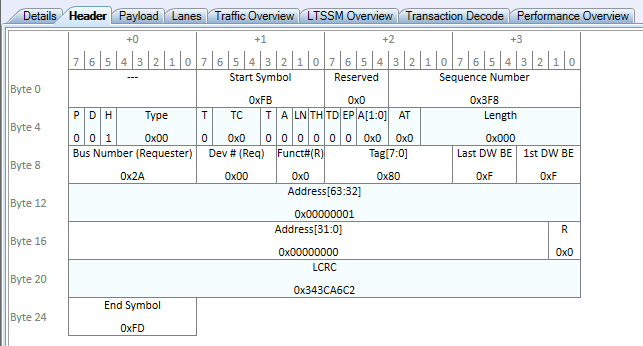 Details Header Payload Lanes Traffic Overview LTSSM Overview Transaction Decode Performance Overview
+0 +1 +2 +3
7 6 5 4 3 2 1 0 7 6 5 4 3 2 1 0 7 6 5 4 3 2 1 0 7 6 5 4 3 2 1 0
Byte 0 --- Start Symbol Reserved Sequence Number
0xFB 0x0 0x3F8
Byte 4 P D H Type T TC T A LN TH TD EP A[1:0] AT Length
0 0 1 0x00 0 0x0 0 0 0 0 0 0 0x0 0x0 0x000
Byte 8 Bus Number (Requester) Dev # (Req) Funct#(R) Tag[7:0] Last DW BE 1st DW BE
0x2A 0x00 0x0 0x80 0xF 0xF
Byte 12 Address[63:32]
0x00000001
Byte 16 Address[31:0] R
0x00000000 0x0
Byte 20 LCRC
0x343CA6C2
Byte 24 End Symbol
0xFD